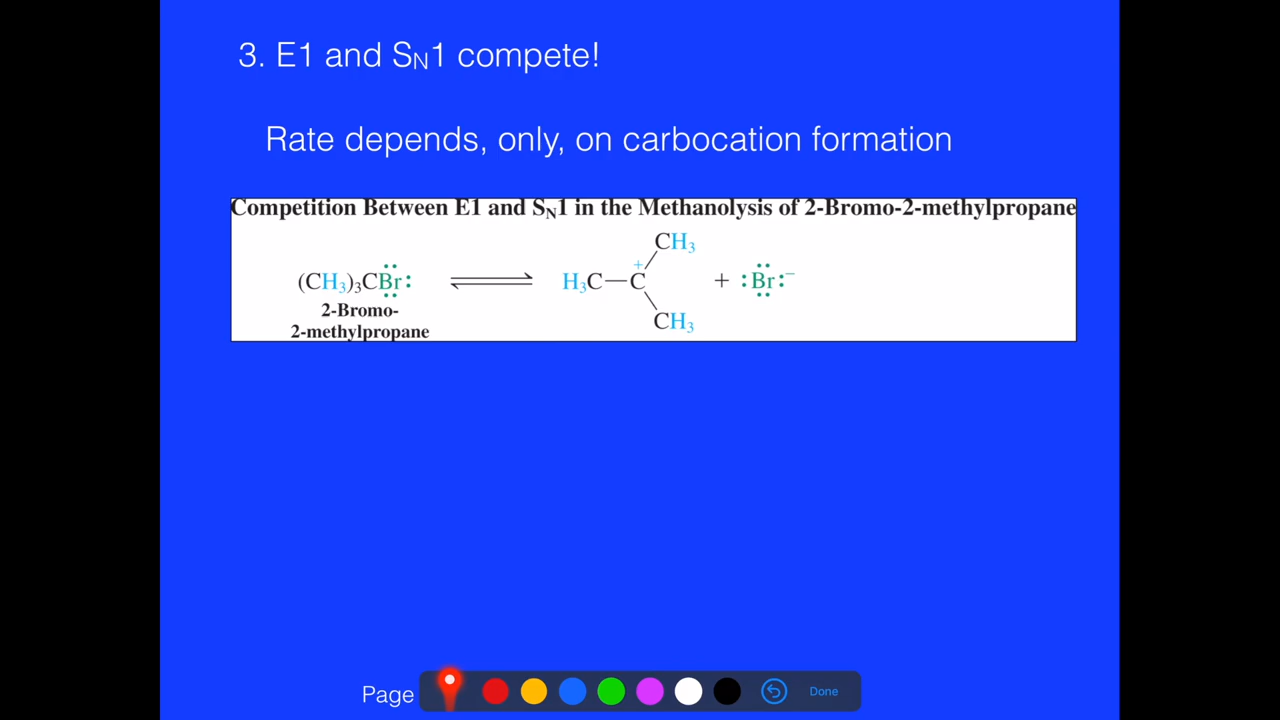 3. E1 and SN1 compete!
Rate depends, only, on carbocation formation
Competition Between E1 and SN1 in the Methanolysis of 2-Bromo-2-methylpropane
CH3
(CH3)3CBr: ⇌ H3C—C+ + :Br:−
2-Bromo-
2-methylpropane
CH3
Page
Done